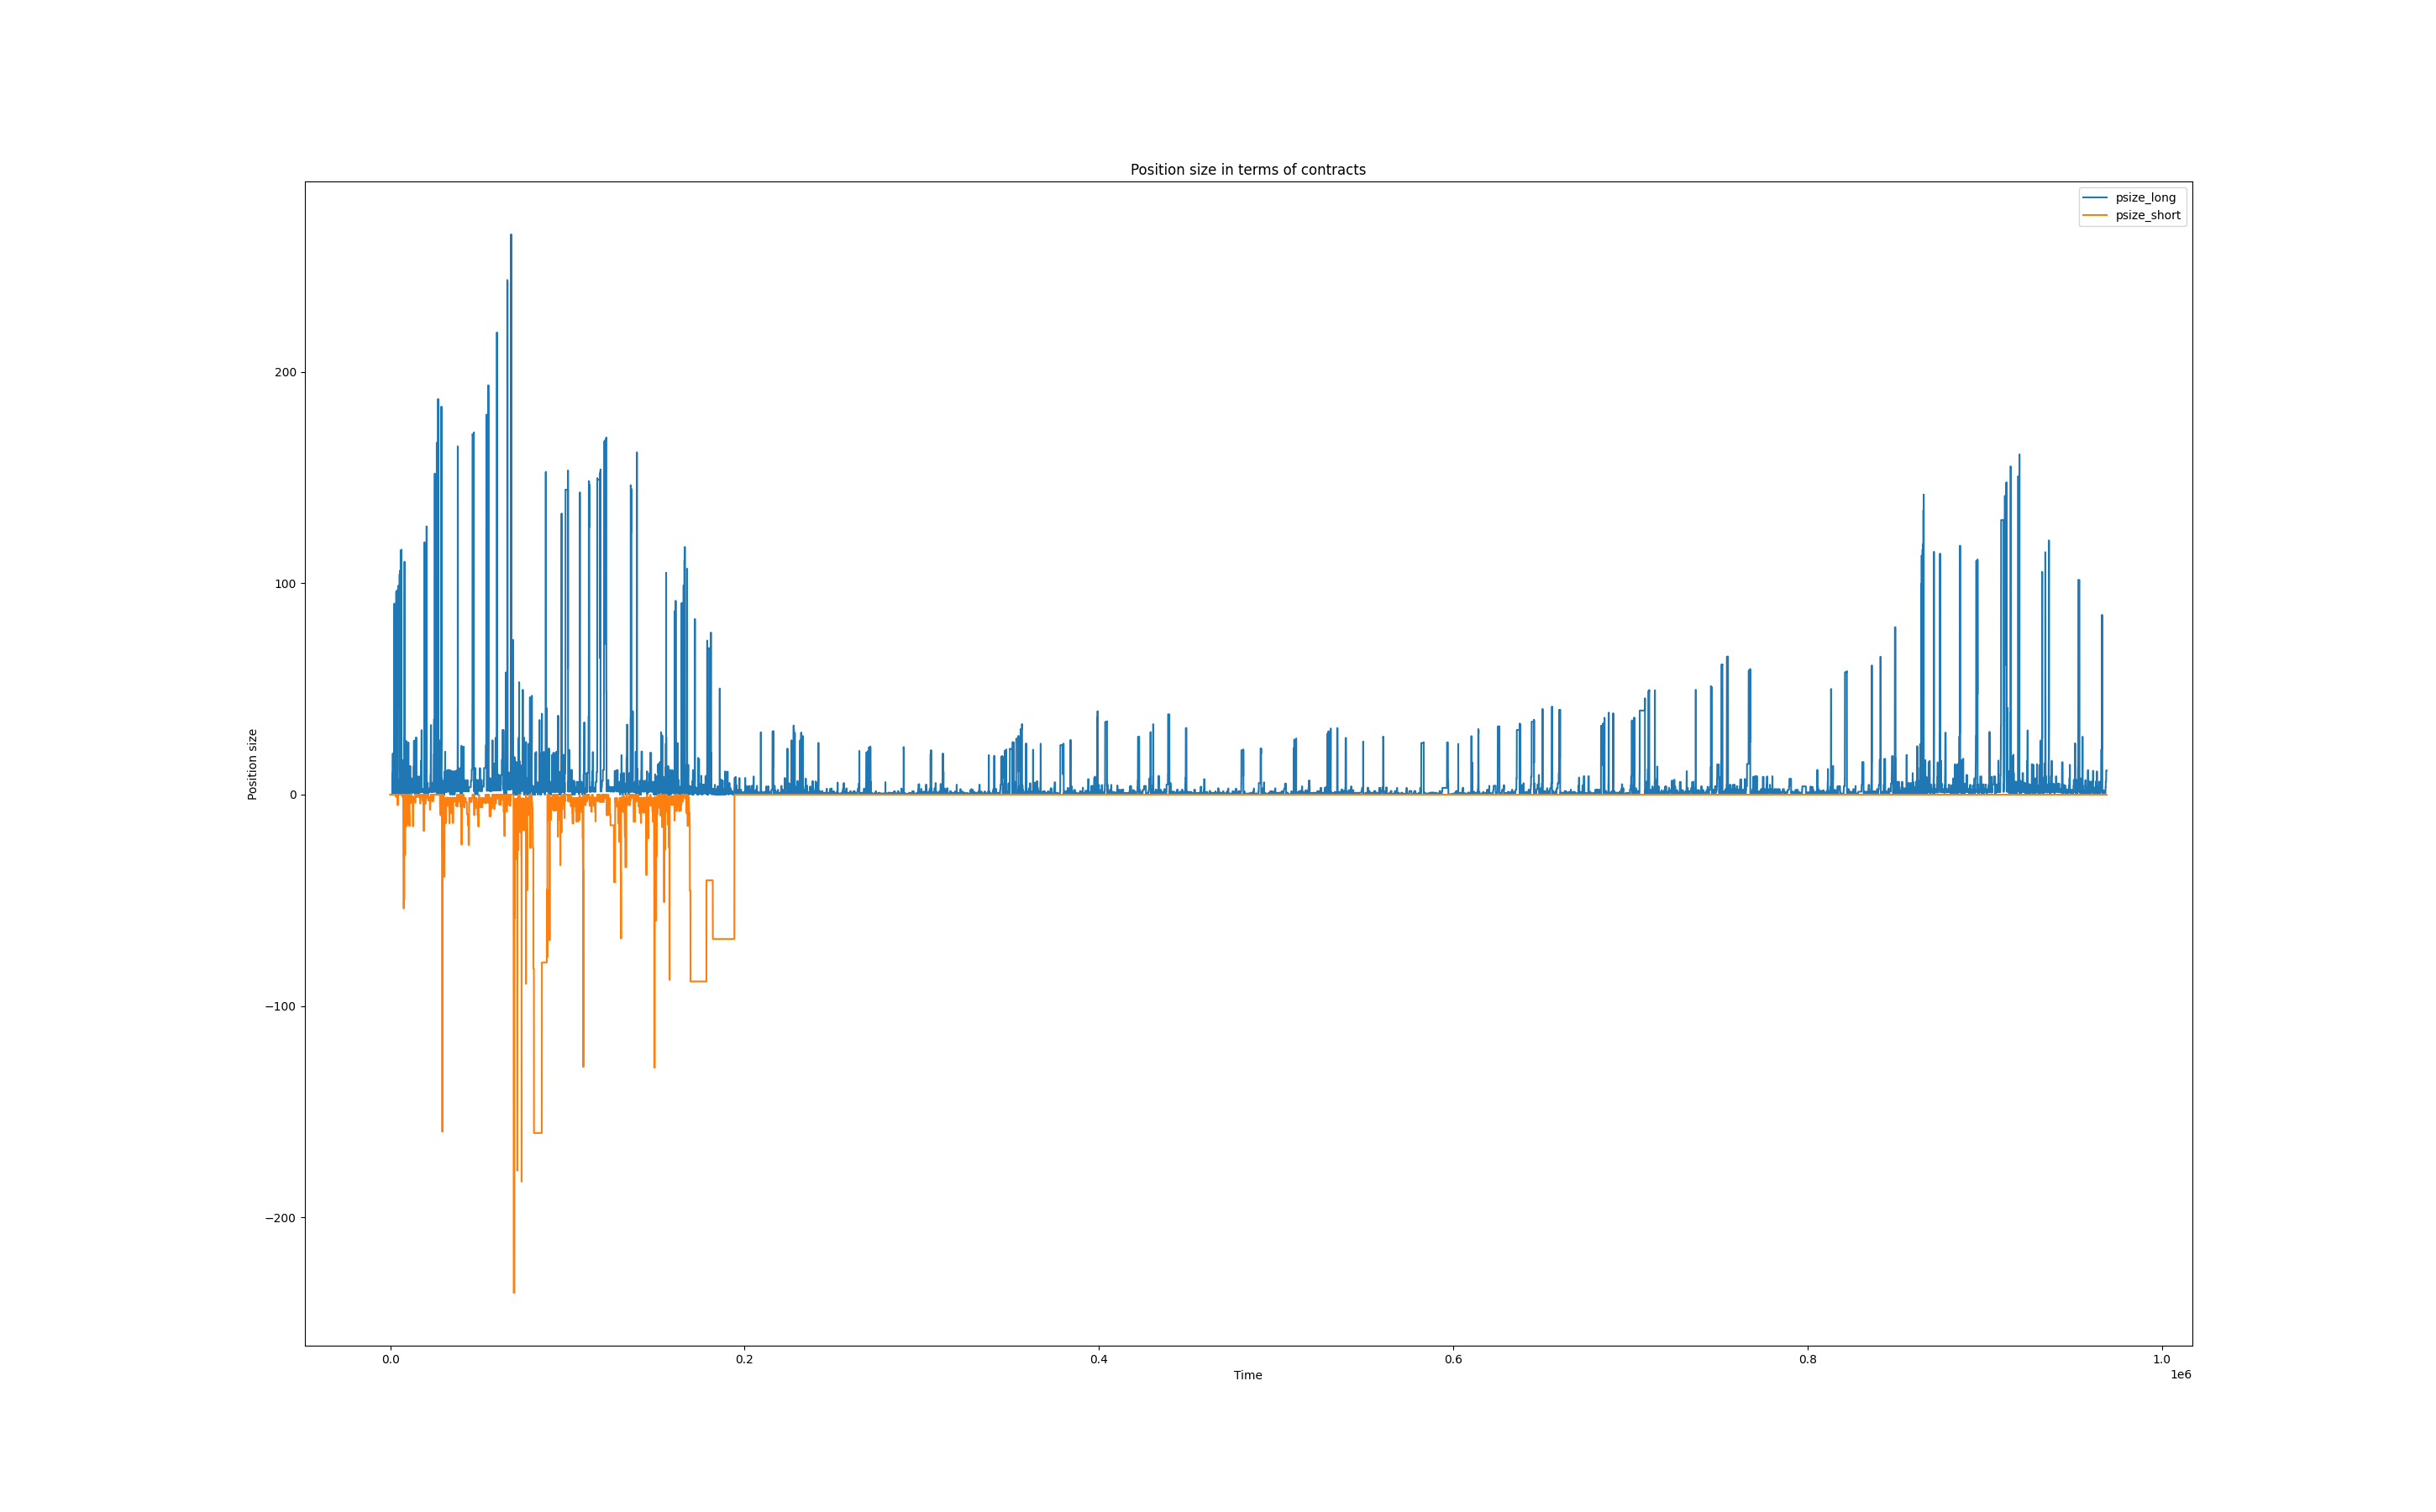 Position size in terms of contracts
psize_long
psize_short
Position size
200
100
0
−100
−200
0.0
0.2
0.4
0.6
0.8
1.0
1e6
Time